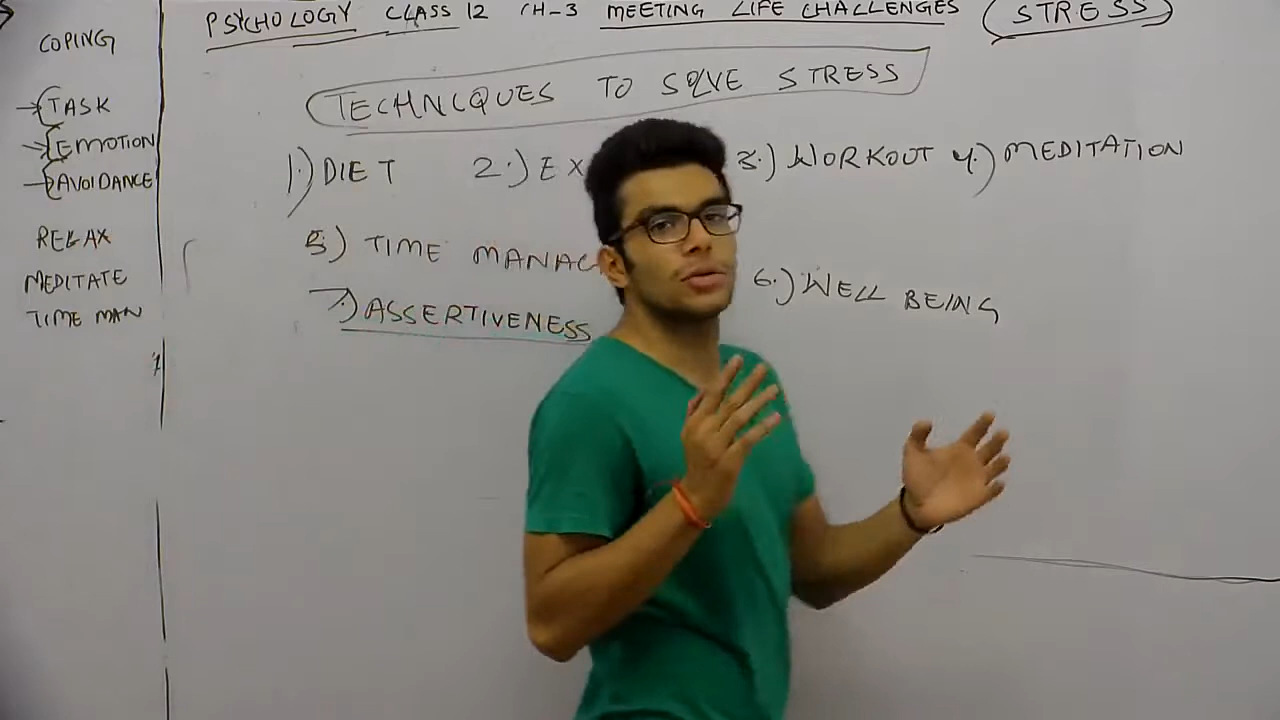 PSYCHOLOGY CLASS 12 CH-3 MEETING LIFE CHALLENGES (STRESS)
COPING
TASK
EMOTION
AVOIDANCE
RELAX
MEDITATE
TIME MAN
TECHNIQUES TO SOLVE STRESS
1.) DIET 2.) EX 3.) WORKOUT 4.) MEDITATION
5.) TIME MANAG 6.) WELL BEING
7.) ASSERTIVENESS